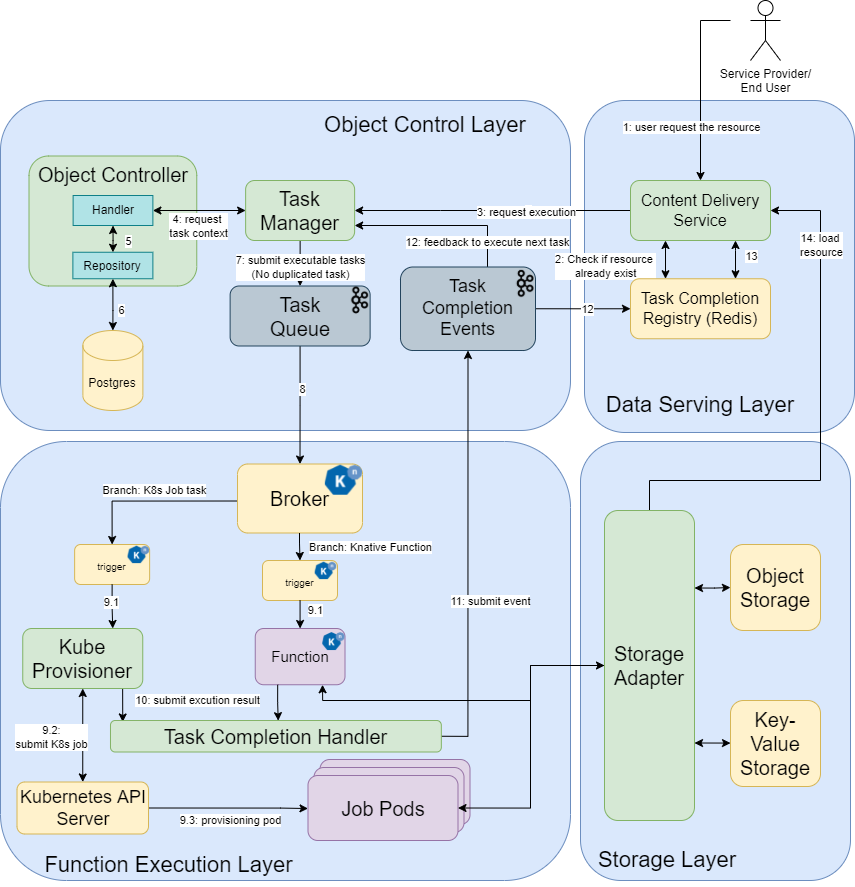 Service Provider/
End User
Object Control Layer
1: user request the resource
Object Controller
Handler
5
Repository
4: request
task context
Task
Manager
3: request execution
Content Delivery
Service
14: load
resource
12: feedback to execute next task
2: Check if resource
already exist
13
7: submit executable tasks
(No duplicated task)
6
Postgres
Task
Queue
Task
Completion
Events
12
Task Completion
Registry (Redis)
8
Data Serving Layer
Branch: K8s Job task
Broker
n
K
Branch: Knative Function
trigger
K
n
trigger
K
n
9.1
9.1
11: submit event
Object
Storage
Kube
Provisioner
Function
K
n
Storage
Adapter
10: submit excution result
9.2:
submit K8s job
Task Completion Handler
Key-
Value
Storage
Kubernetes API
Server
9.3: provisioning pod
Job Pods
Function Execution Layer
Storage Layer